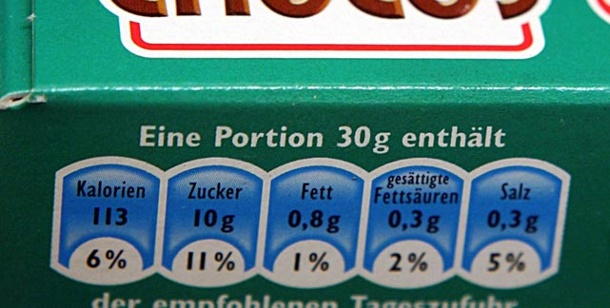 CHOCOS
Eine Portion 30g enthält
Kalorien
113
6%
Zucker
10g
11%
Fett
0,8g
1%
gesättigte
Fettsäuren
0,3g
2%
Salz
0,3g
5%
der empfohlenen Tageszufuhr